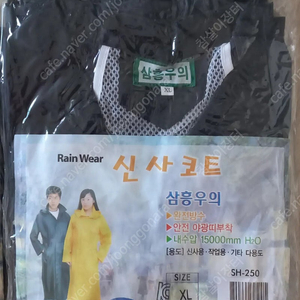 삼흥우의
XL
Rain Wear
신사코트
삼흥우의
안전 야광띠부착
내수압 15000mm H₂O
[용도] 신사용·작업용·기타 다용도
SH-250
SIZE
XL